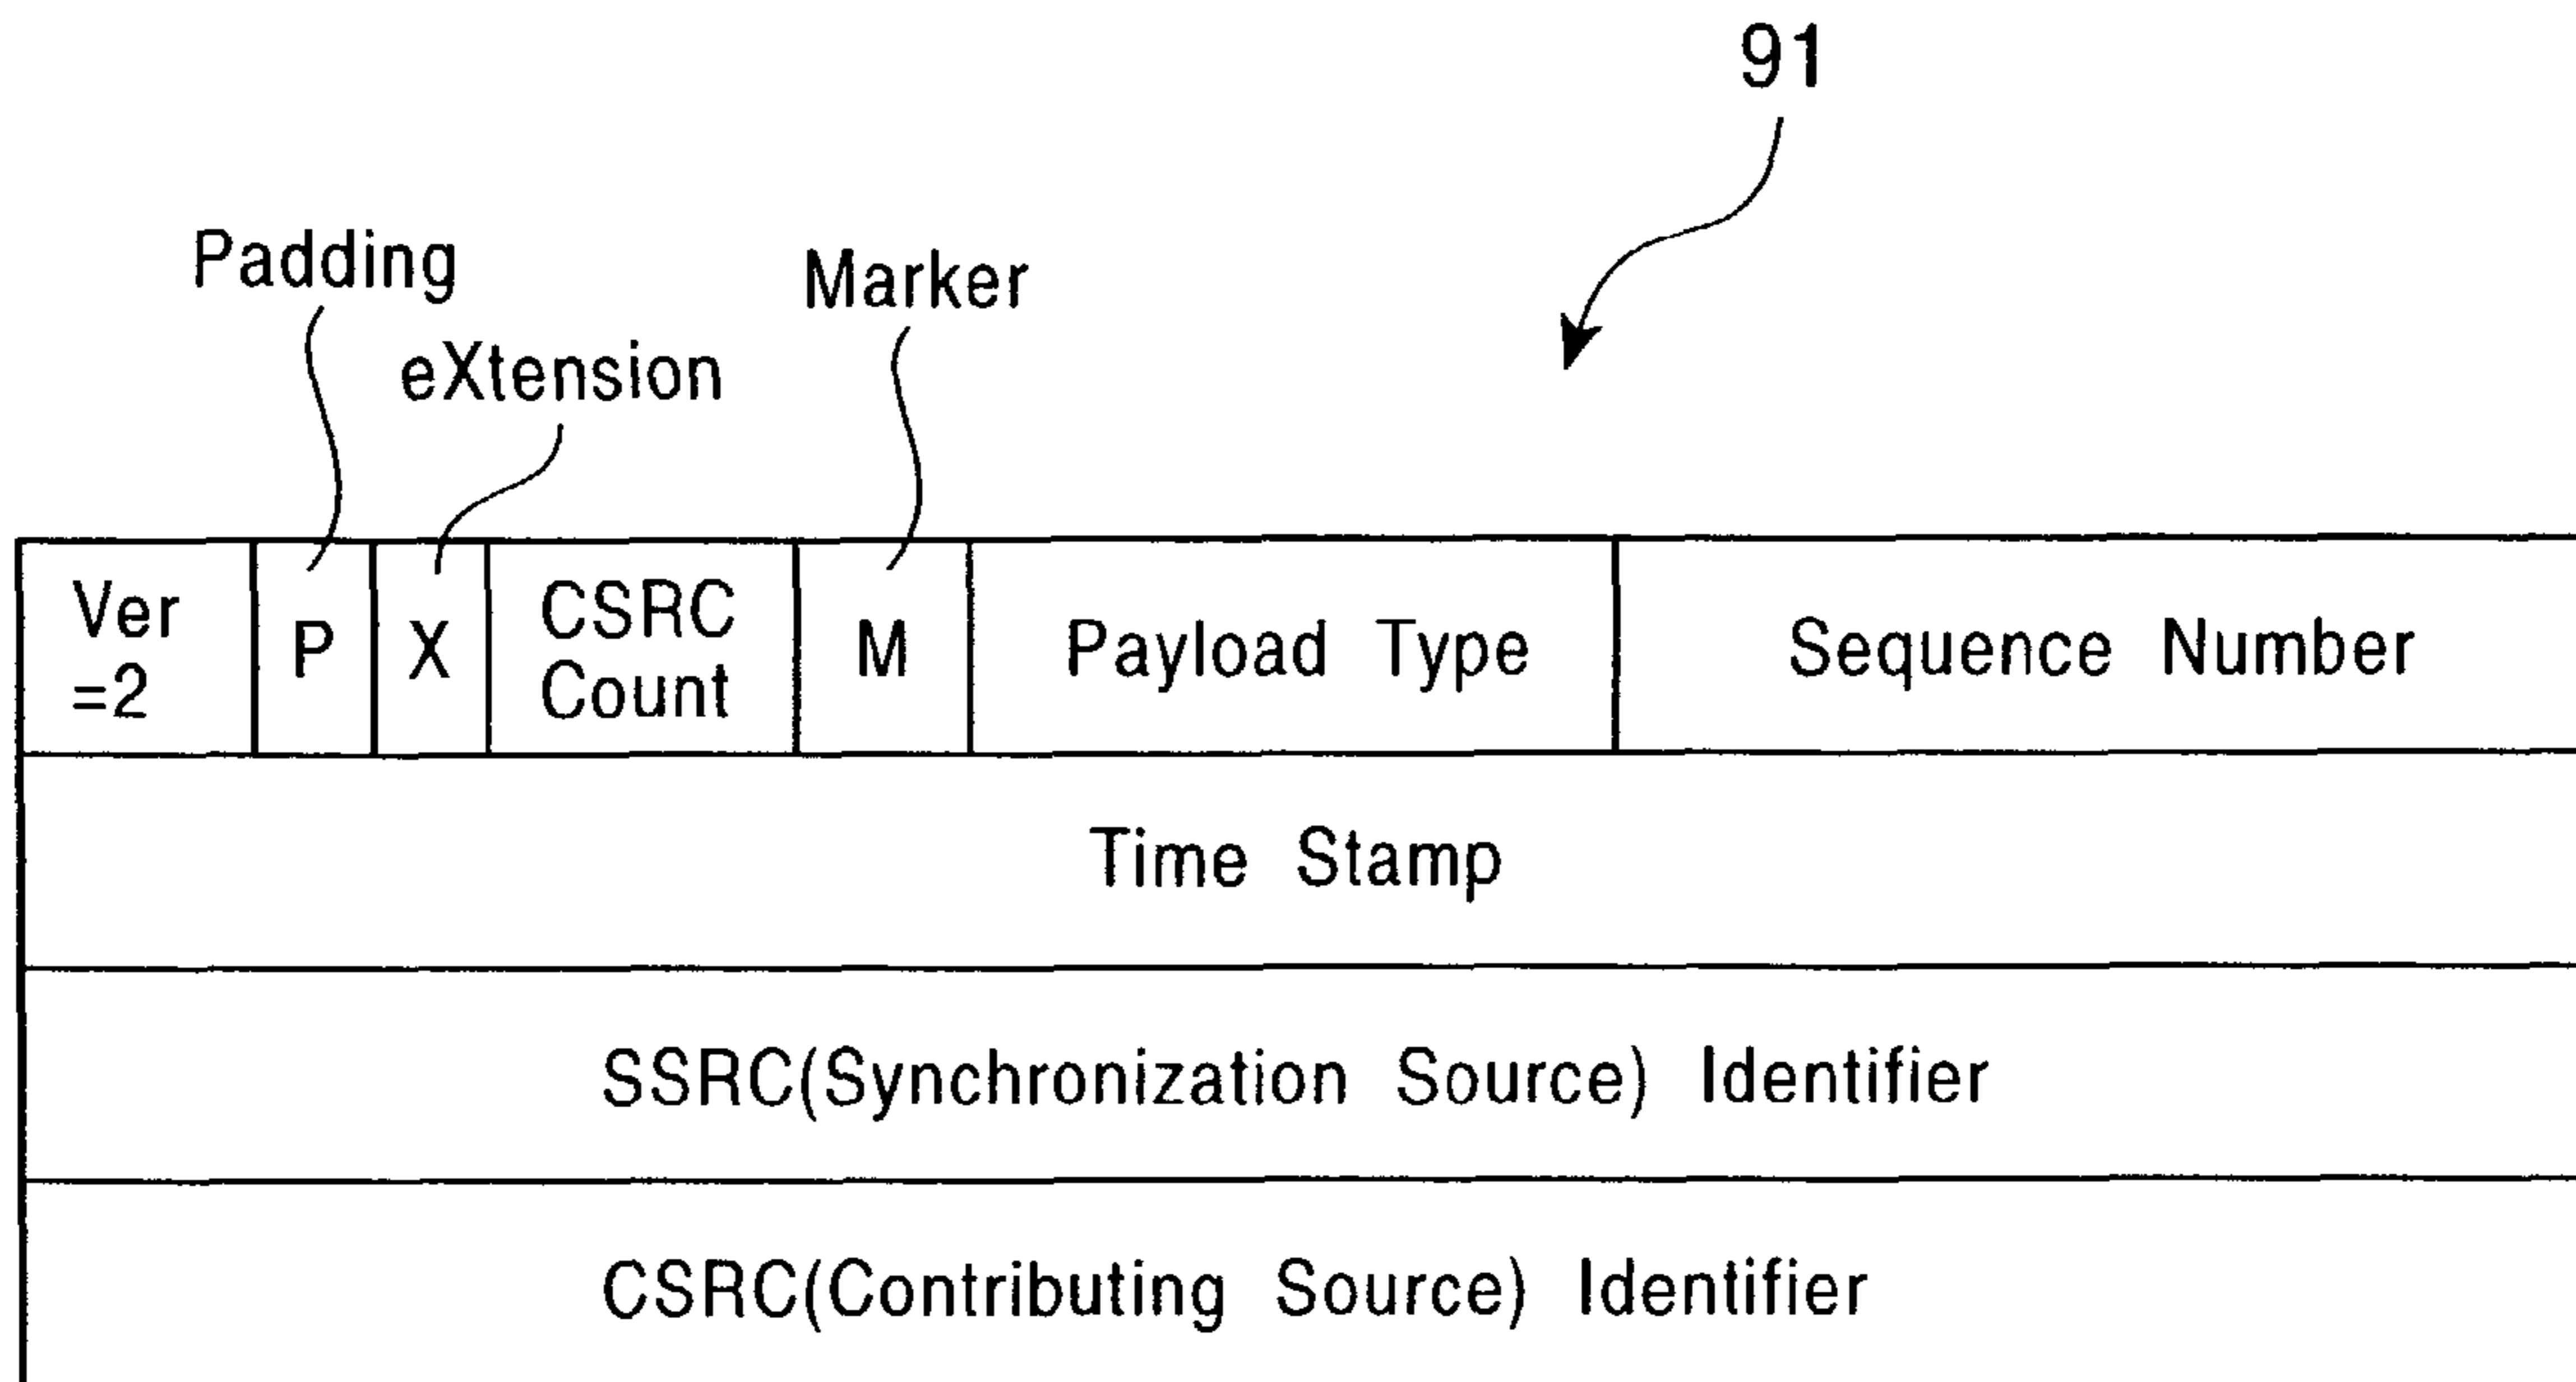 91
Padding
eXtension
Marker
Ver
=2
P
X
CSRC
Count
M
Payload Type
Sequence Number
Time Stamp
SSRC(Synchronization Source) Identifier
CSRC(Contributing Source) Identifier